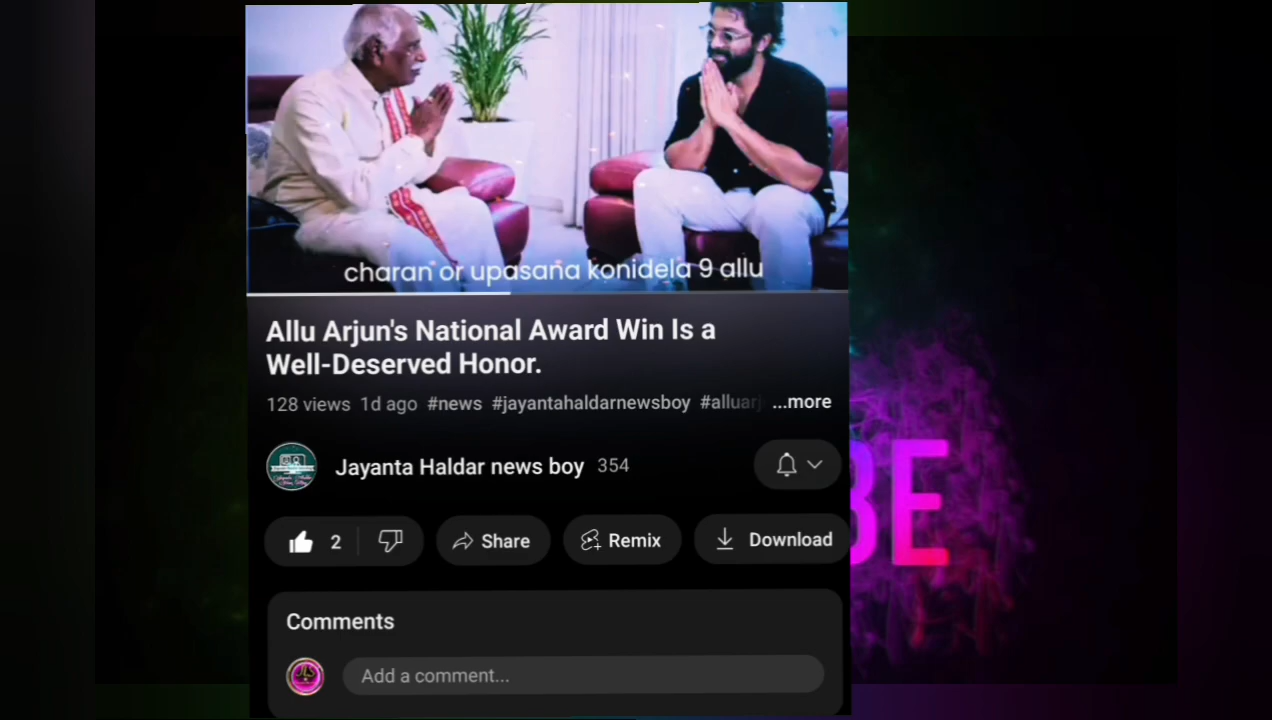 charan or upasana konidela 9 allu
Allu Arjun's National Award Win Is a
Well-Deserved Honor.
128 views 1d ago #news #jayantahaldarnewsboy #alluarj ...more
Jayanta Haldar news boy 354
2 Share Remix Download
BE
Comments
Add a comment...